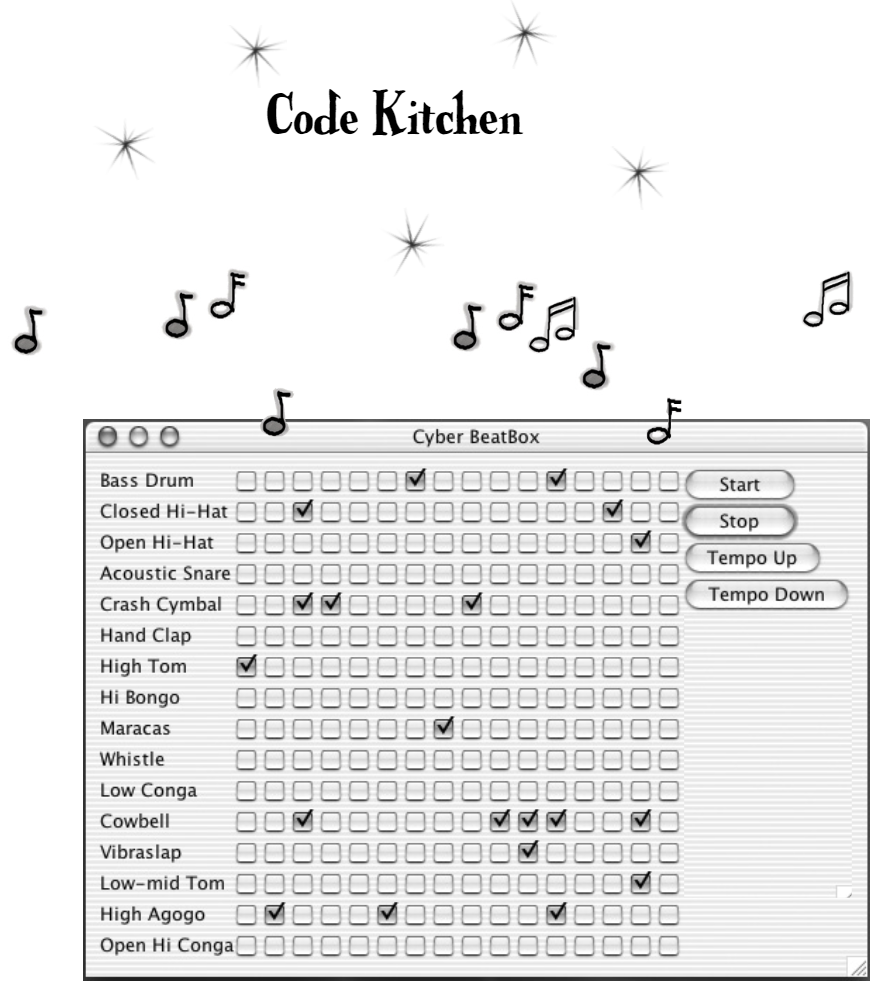 Code Kitchen
Cyber BeatBox
Bass Drum
Closed Hi-Hat
Open Hi-Hat
Acoustic Snare
Crash Cymbal
Hand Clap
High Tom
Hi Bongo
Maracas
Whistle
Low Conga
Cowbell
Vibraslap
Low-mid Tom
High Agogo
Open Hi Conga
Start
Stop
Tempo Up
Tempo Down